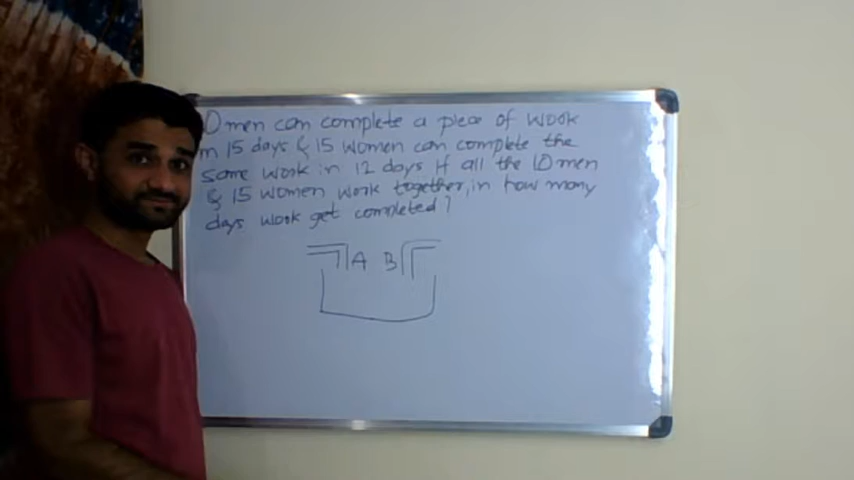 0 men can complete a piece of work
in 15 days & 15 women can complete the
same work in 12 days if all the 10 men
& 15 women work together, in how many
days work get completed?
A B